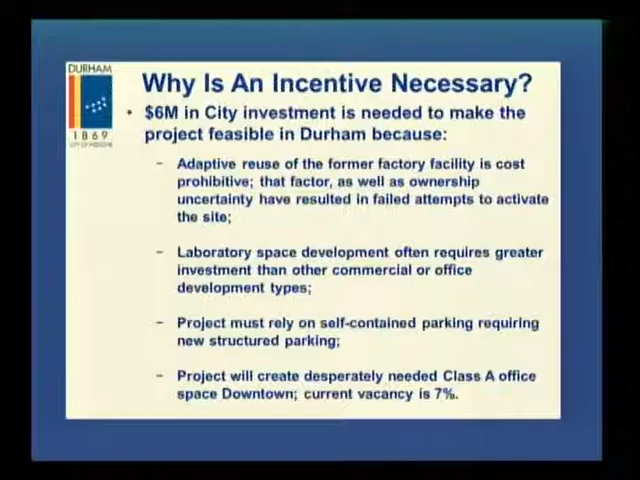 DURHAM
1869
CITY OF MEDICINE
Why Is An Incentive Necessary?
• $6M in City investment is needed to make the
project feasible in Durham because:
– Adaptive reuse of the former factory facility is cost
prohibitive; that factor, as well as ownership
uncertainty have resulted in failed attempts to activate
the site;
– Laboratory space development often requires greater
investment than other commercial or office
development types;
– Project must rely on self-contained parking requiring
new structured parking;
– Project will create desperately needed Class A office
space Downtown; current vacancy is 7%.